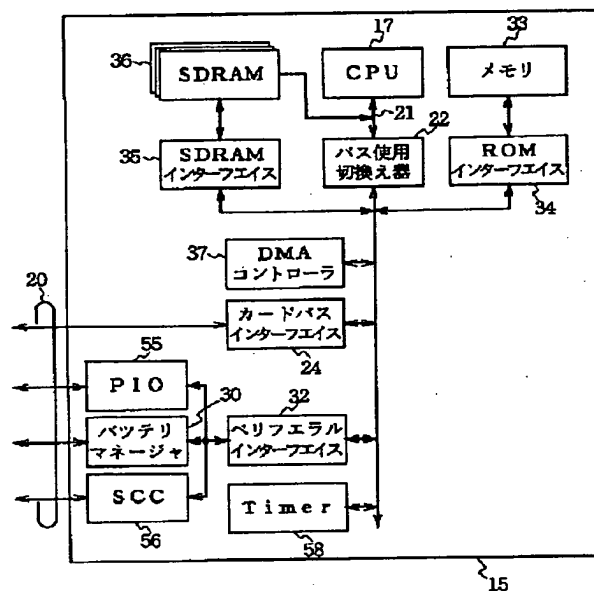 36
17
33
SDRAM
CPU
メモリ
21
22
35
SDRAM
インターフエイス
バス使用
切換え器
ROM
インターフエイス
34
37
DMA
コントローラ
20
カードバス
インターフエイス
24
55
PIO
30
32
バツテリ
マネージャ
ペリフエラル
インターフエイス
SCC
56
Timer
58
15